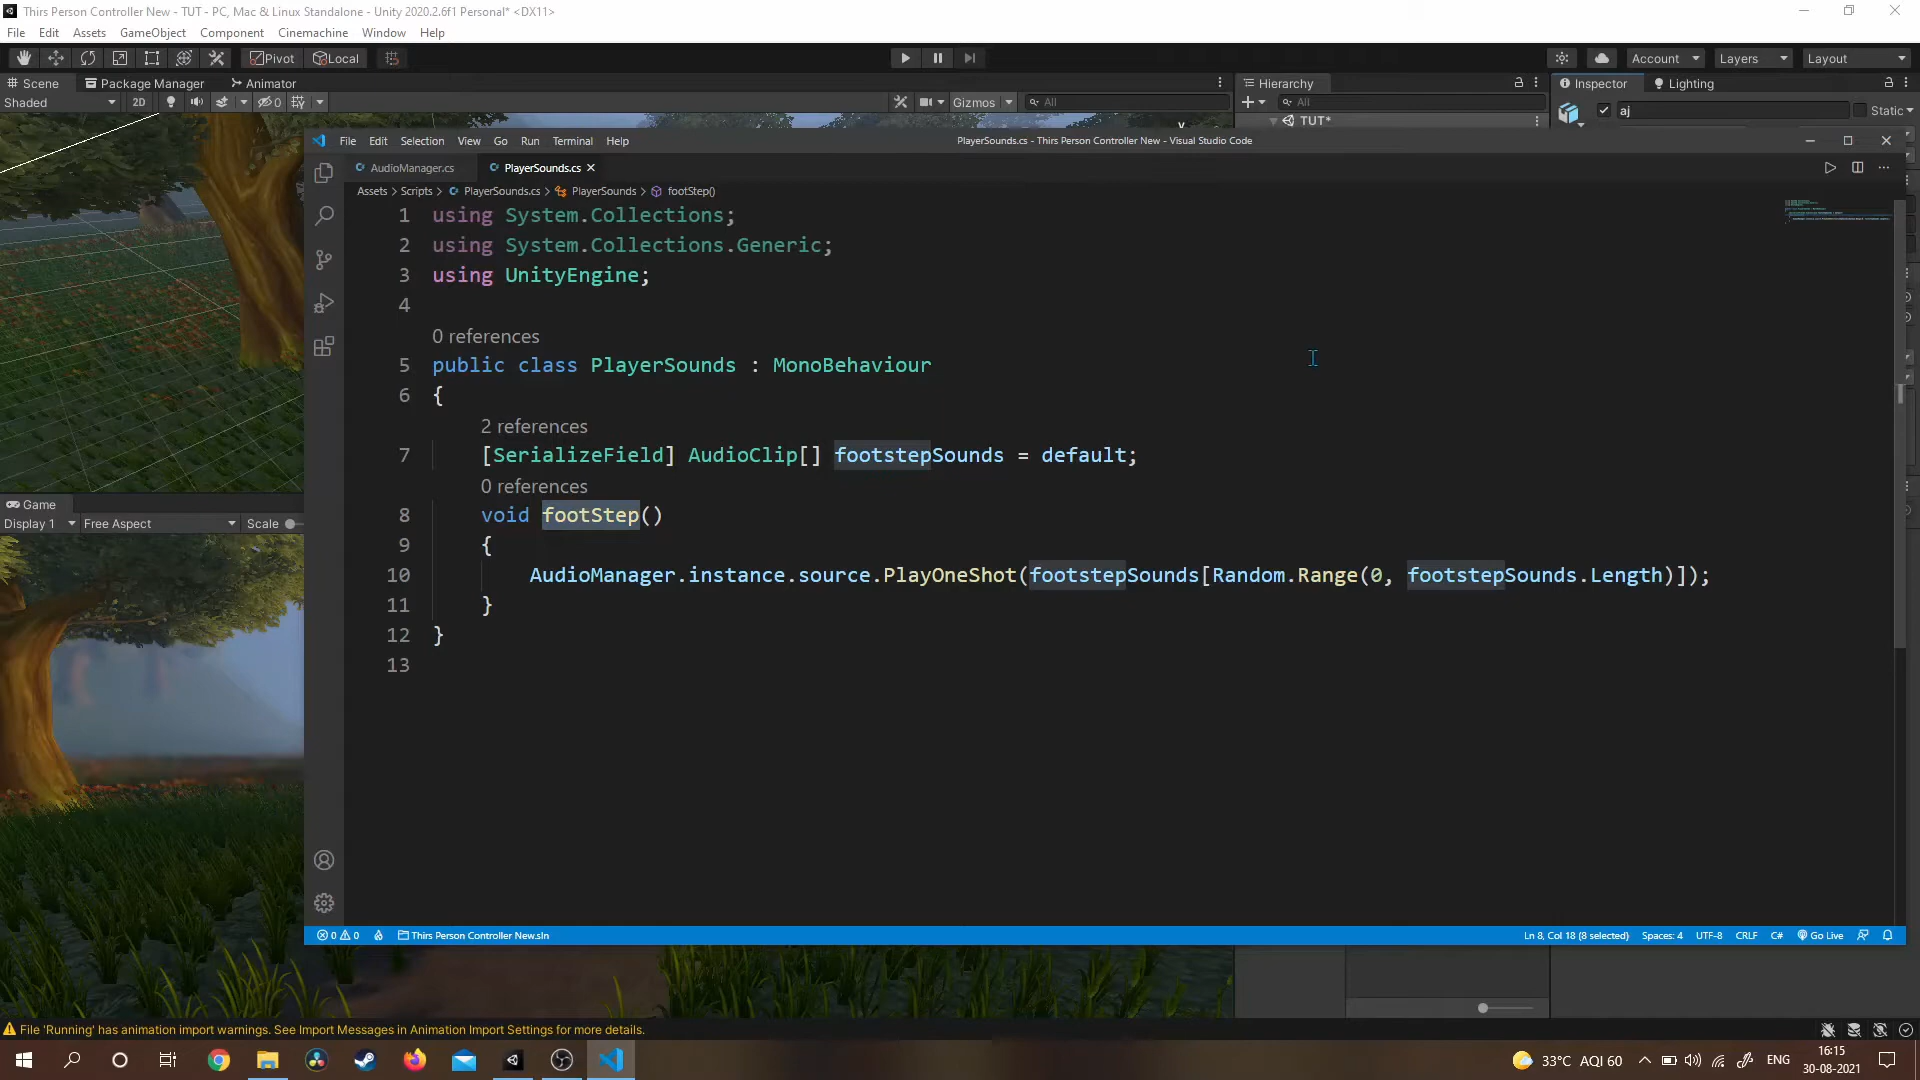 Thirs Person Controller New - TUT - PC, Mac & Linux Standalone - Unity 2020.2.6f1 Personal* <DX11>
File Edit Assets GameObject Component Cinemachine Window Help
Pivot Local Account Layers Layout
Scene Package Manager Animator Hierarchy Inspector Lighting
Shaded 2D 0 Gizmos All All aj Static
TUT*
y
File Edit Selection View Go Run Terminal Help PlayerSounds.cs - Thirs Person Controller New - Visual Studio Code
AudioManager.cs PlayerSounds.cs
Assets > Scripts > PlayerSounds.cs > PlayerSounds > footStep()
1 using System.Collections;
2 using System.Collections.Generic;
3 using UnityEngine;
4
0 references
5 public class PlayerSounds : MonoBehaviour
6 {
2 references
7 [SerializeField] AudioClip[] footstepSounds = default;
0 references
8 void footStep()
9 {
10 AudioManager.instance.source.PlayOneShot(footstepSounds[Random.Range(0, footstepSounds.Length)]);
11 }
12 }
13
Game
Display 1 Free Aspect Scale
0 0 Thirs Person Controller New.sln Ln 8, Col 18 (8 selected) Spaces: 4 UTF-8 CRLF C# Go Live
File 'Running' has animation import warnings. See Import Messages in Animation Import Settings for more details.
33°C AQI 60 ENG 16:15
30-08-2021